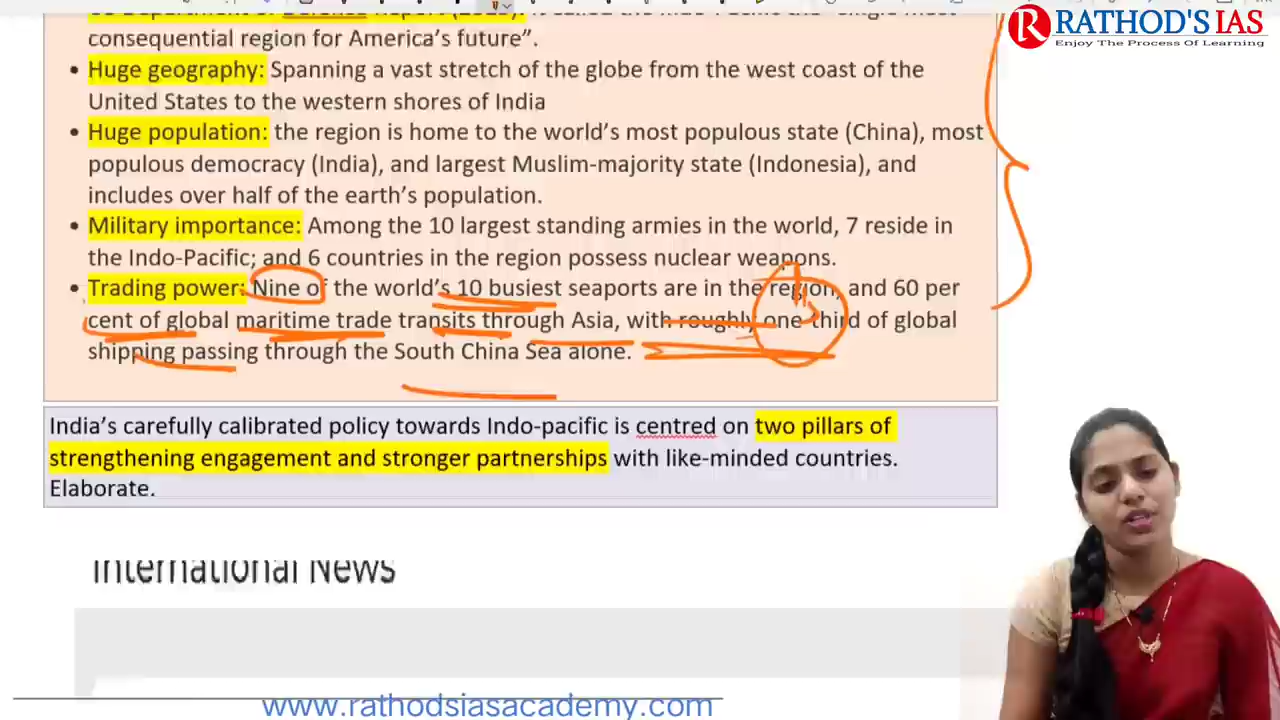 US Department of Defence Report
consequential region for America's future".
RATHOD'S IAS
Enjoy The Process Of Learning
• Huge geography: Spanning a vast stretch of the globe from the west coast of the
United States to the western shores of India
• Huge population: the region is home to the world's most populous state (China), most
populous democracy (India), and largest Muslim-majority state (Indonesia), and
includes over half of the earth's population.
• Military importance: Among the 10 largest standing armies in the world, 7 reside in
the Indo-Pacific; and 6 countries in the region possess nuclear weapons.
• Trading power: Nine of the world's 10 busiest seaports are in the region, and 60 per
cent of global maritime trade transits through Asia, with roughly one third of global
shipping passing through the South China Sea alone.
India's carefully calibrated policy towards Indo-pacific is centred on two pillars of
strengthening engagement and stronger partnerships with like-minded countries.
Elaborate.
International News
www.rathodsiasacademy.com